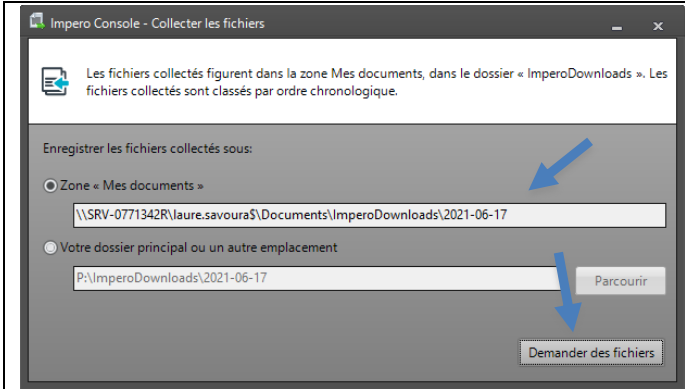 Impero Console - Collecter les fichiers
Les fichiers collectés figurent dans la zone Mes documents, dans le dossier « ImperoDownloads ». Les
fichiers collectés sont classés par ordre chronologique.
Enregistrer les fichiers collectés sous:
Zone « Mes documents »
\\SRV-0771342R\laure.savoura$\Documents\ImperoDownloads\2021-06-17
Votre dossier principal ou un autre emplacement
P:\ImperoDownloads\2021-06-17
Parcourir
Demander des fichiers